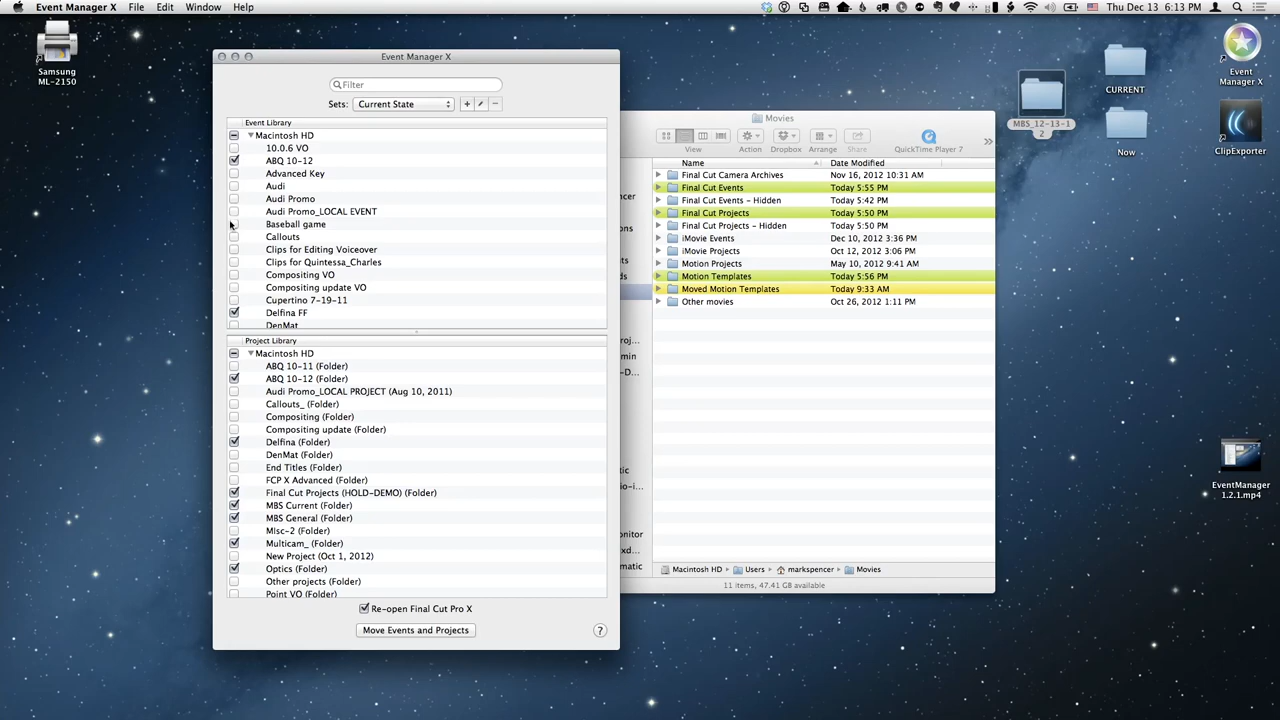 Event Manager X File Edit Window Help
Thu Dec 13 6:13 PM
Samsung
ML-2150
Event Manager X
Filter
Sets: Current State
Event Library
Macintosh HD
10.0.6 VO
ABQ 10-12
Advanced Key
Audi
Audi Promo
Audi Promo_LOCAL EVENT
Baseball game
Callouts
Clips for Editing Voiceover
Clips for Quintessa_Charles
Compositing VO
Compositing update VO
Cupertino 7-19-11
Delfina FF
DenMat
Project Library
Macintosh HD
ABQ 10-11 (Folder)
ABQ 10-12 (Folder)
Audi Promo_LOCAL PROJECT (Aug 10, 2011)
Callouts_ (Folder)
Compositing (Folder)
Compositing update (Folder)
Delfina (Folder)
DenMat (Folder)
End Titles (Folder)
FCP X Advanced (Folder)
Final Cut Projects (HOLD-DEMO) (Folder)
MBS Current (Folder)
MBS General (Folder)
MIsc-2 (Folder)
Multicam_ (Folder)
New Project (Oct 1, 2012)
Optics (Folder)
Other projects (Folder)
Point VO (Folder)
Re-open Final Cut Pro X
Move Events and Projects
?
Movies
View Action Dropbox Arrange Share QuickTime Player 7
Name Date Modified
Final Cut Camera Archives Nov 16, 2012 10:31 AM
Final Cut Events Today 5:55 PM
Final Cut Events - Hidden Today 5:42 PM
Final Cut Projects Today 5:50 PM
Final Cut Projects - Hidden Today 5:50 PM
iMovie Events Dec 10, 2012 3:36 PM
iMovie Projects Oct 12, 2012 3:06 PM
Motion Projects May 10, 2012 9:41 AM
Motion Templates Today 5:56 PM
Moved Motion Templates Today 9:33 AM
Other movies Oct 26, 2012 1:11 PM
Macintosh HD Users markspencer Movies
11 items, 47.41 GB available
MBS_12-13-1
2
CURRENT
Now
Event
Manager X
ClipExporter
EventManager
1.2.1.mp4